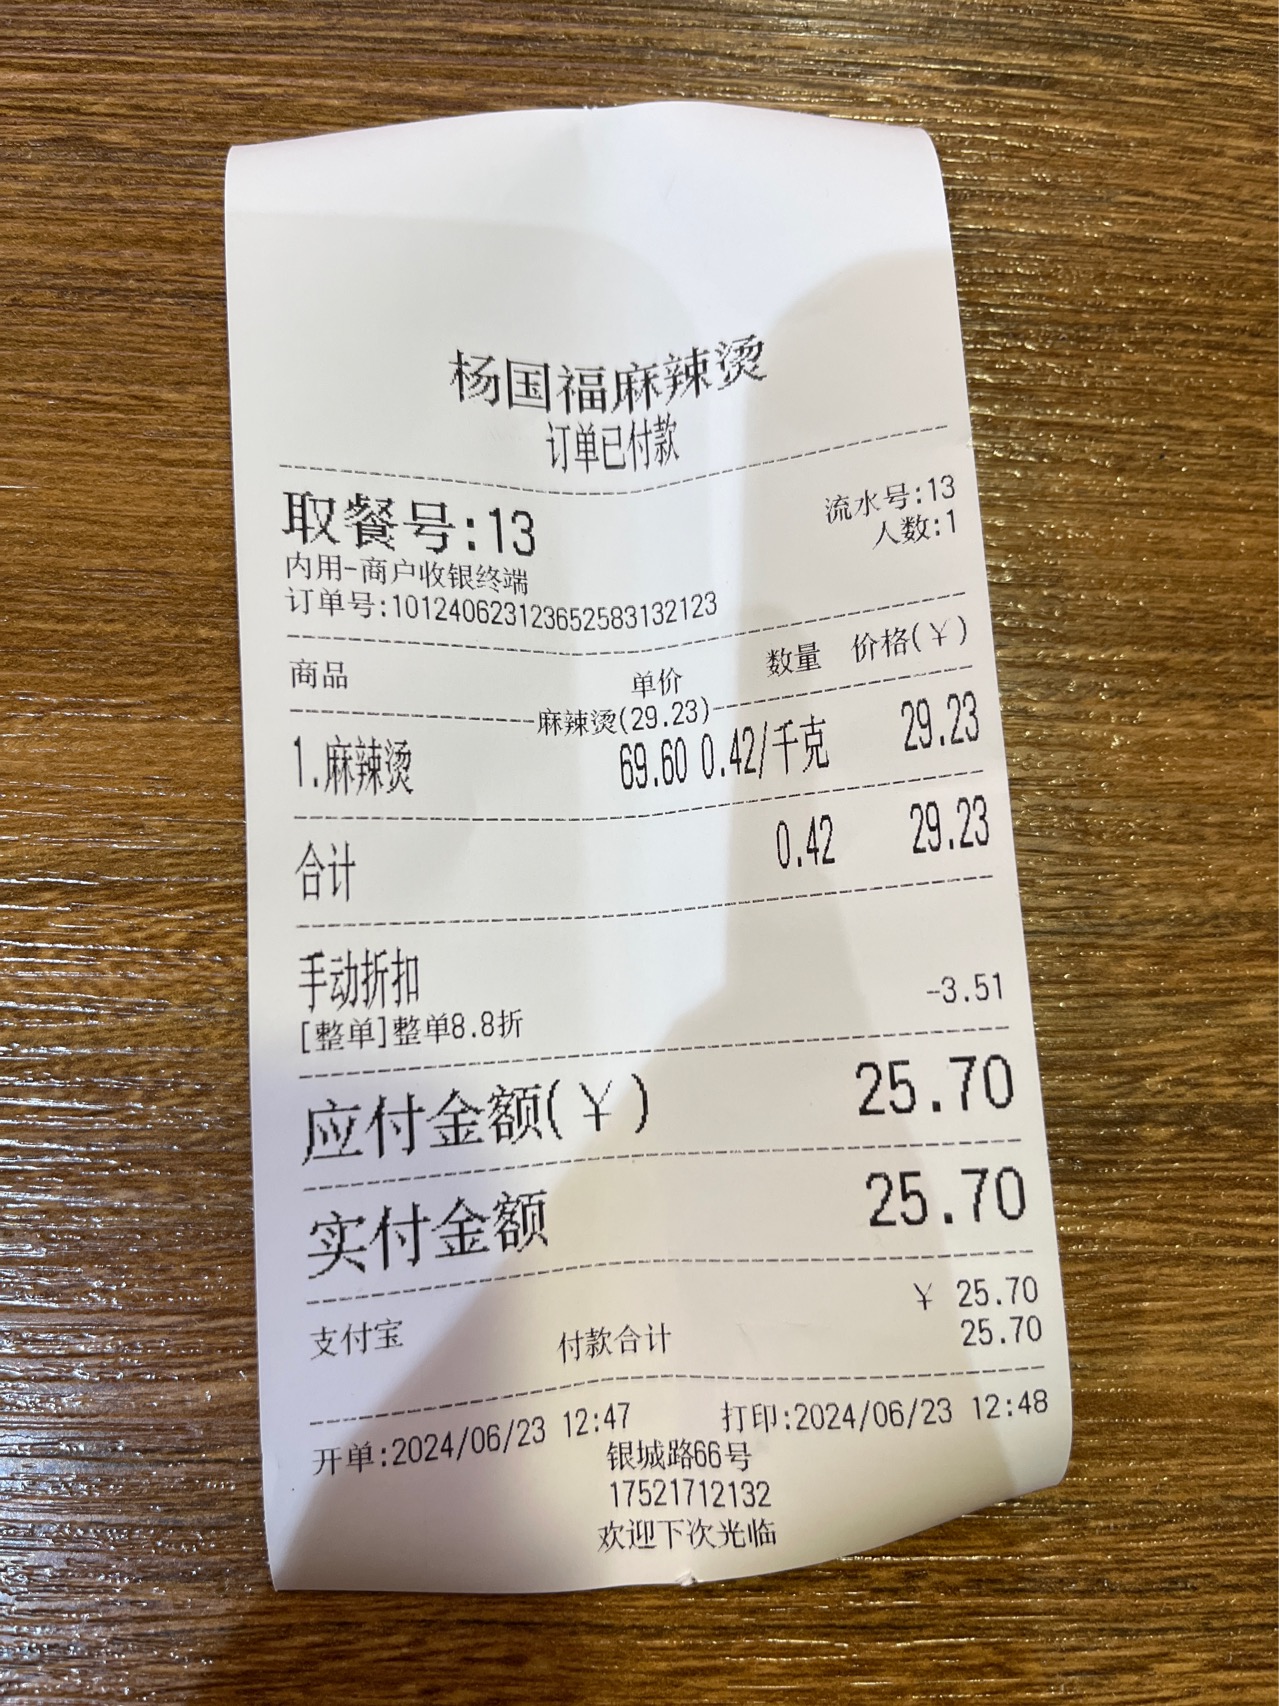 杨国福麻辣烫
订单已付款
取餐号:13 流水号:13
人数:1
内用-商户收银终端
订单号:101240623123652583132123
商品 单价 数量 价格(¥)
麻辣烫(29.23)
1.麻辣烫 69.60 0.42/千克 29.23
合计 0.42 29.23
手动折扣
[整单]整单8.8折 -3.51
应付金额(¥) 25.70
实付金额 25.70
支付宝 ¥ 25.70
付款合计 25.70
开单:2024/06/23 12:47 打印:2024/06/23 12:48
银城路66号
17521712132
欢迎下次光临